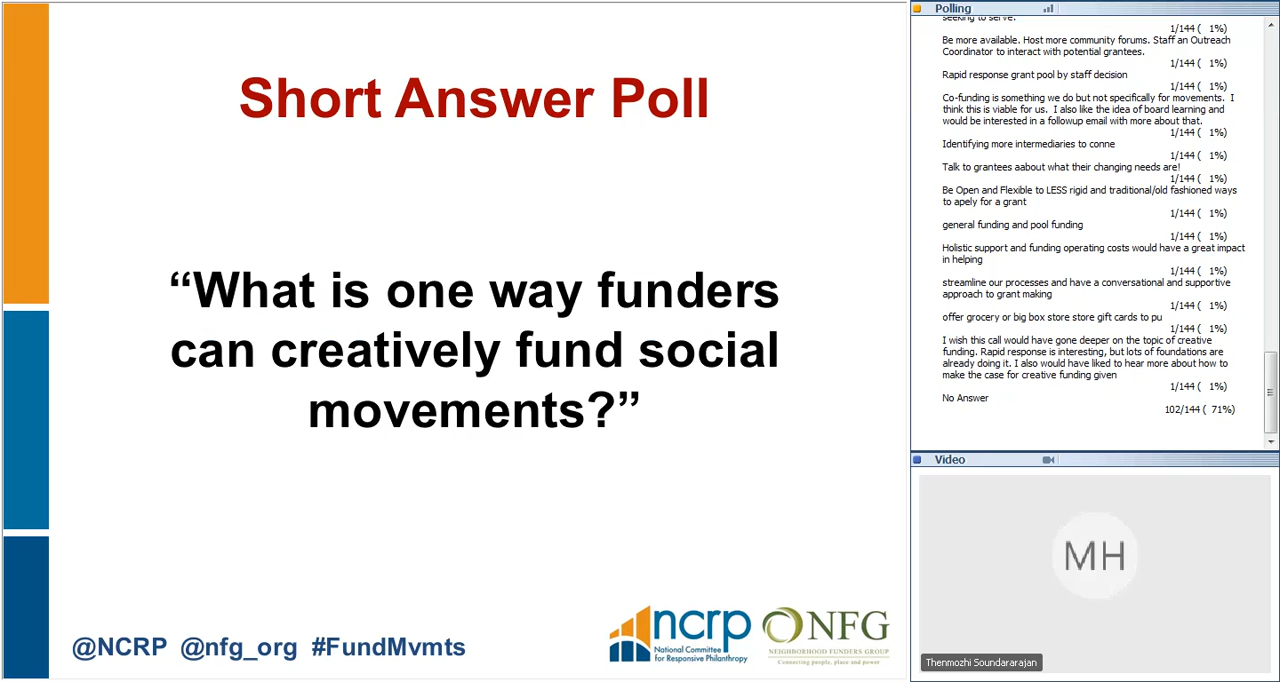 Short Answer Poll
“What is one way funders
can creatively fund social
movements?”
@NCRP @nfg_org #FundMvmts
ncrp
National Committee
for Responsive Philanthropy
NFG
NEIGHBORHOOD FUNDERS GROUP
Connecting people, place and power
Polling
seeking to serve.
1/144 ( 1%)
Be more available. Host more community forums. Staff an Outreach
Coordinator to interact with potential grantees.
1/144 ( 1%)
Rapid response grant pool by staff decision
1/144 ( 1%)
Co-funding is something we do but not specifically for movements. I
think this is viable for us. I also like the idea of board learning and
would be interested in a followup email with more about that.
1/144 ( 1%)
Identifying more intermediaries to conne
1/144 ( 1%)
Talk to grantees aabout what their changing needs are!
1/144 ( 1%)
Be Open and Flexible to LESS rigid and traditional/old fashioned ways
to apely for a grant
1/144 ( 1%)
general funding and pool funding
1/144 ( 1%)
Holistic support and funding operating costs would have a great impact
in helping
1/144 ( 1%)
streamline our processes and have a conversational and supportive
approach to grant making
1/144 ( 1%)
offer grocery or big box store store gift cards to pu
1/144 ( 1%)
I wish this call would have gone deeper on the topic of creative
funding. Rapid response is interesting, but lots of foundations are
already doing it. I also would have liked to hear more about how to
make the case for creative funding given
1/144 ( 1%)
No Answer
102/144 ( 71%)
Video
MH
Thenmozhi Soundararajan